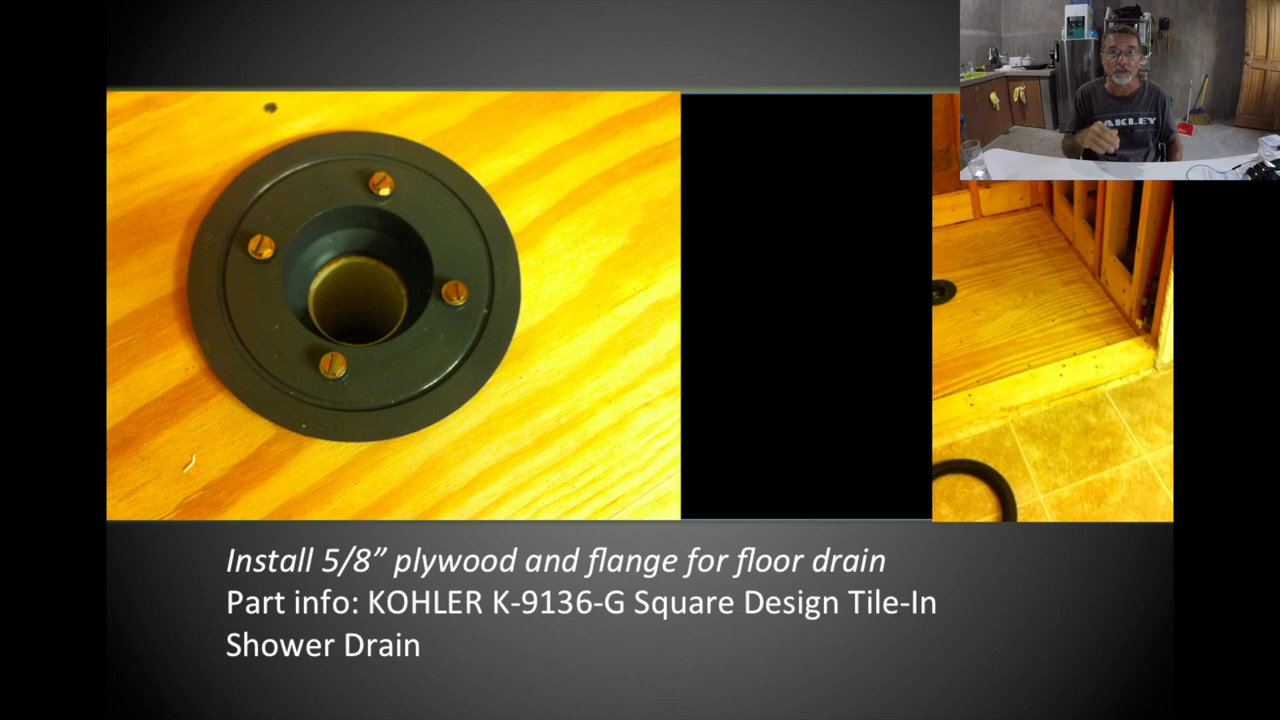 OAKLEY
Install 5/8” plywood and flange for floor drain
Part info: KOHLER K-9136-G Square Design Tile-In
Shower Drain